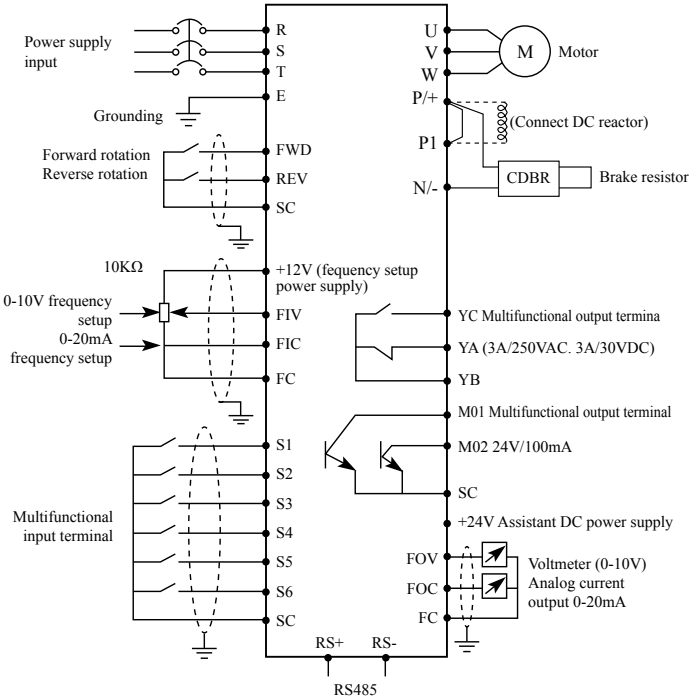 Power supply
input
R
S
T
E
Grounding
Forward rotation
Reverse rotation
FWD
REV
SC
10KΩ
+12V (fequency setup
power supply)
0-10V frequency
setup
FIV
0-20mA
frequency setup
FIC
FC
Multifunctional
input terminal
S1
S2
S3
S4
S5
S6
SC
U
V
W
M
Motor
P/+
(Connect DC reactor)
P1
CDBR
Brake resistor
N/-
YC Multifunctional output termina
YA (3A/250VAC. 3A/30VDC)
YB
M01 Multifunctional output terminal
M02 24V/100mA
SC
+24V Assistant DC power supply
FOV
FOC
FC
Voltmeter (0-10V)
Analog current
output 0-20mA
RS+
RS-
RS485